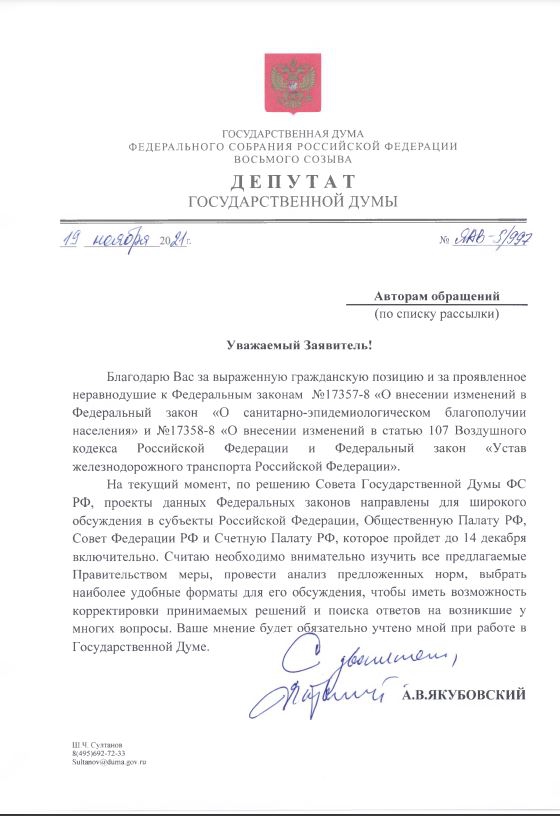 ГОСУДАРСТВЕННАЯ ДУМА
ФЕДЕРАЛЬНОГО СОБРАНИЯ РОССИЙСКОЙ ФЕДЕРАЦИИ
ВОСЬМОГО СОЗЫВА
ДЕПУТАТ
ГОСУДАРСТВЕННОЙ ДУМЫ
19 ноября 2021г. № ЯАВ-5/997
Авторам обращений
(по списку рассылки)
Уважаемый Заявитель!
Благодарю Вас за выраженную гражданскую позицию и за проявленное
неравнодушие к Федеральным законам №17357-8 «О внесении изменений в
Федеральный закон «О санитарно-эпидемиологическом благополучии
населения» и №17358-8 «О внесении изменений в статью 107 Воздушного
кодекса Российской Федерации и Федеральный закон «Устав
железнодорожного транспорта Российской Федерации».
На текущий момент, по решению Совета Государственной Думы ФС
РФ, проекты данных Федеральных законов направлены для широкого
обсуждения в субъекты Российской Федерации, Общественную Палату РФ,
Совет Федерации РФ и Счетную Палату РФ, которое пройдет до 14 декабря
включительно. Считаю необходимо внимательно изучить все предлагаемые
Правительством меры, провести анализ предложенных норм, выбрать
наиболее удобные форматы для его обсуждения, чтобы иметь возможность
корректировки принимаемых решений и поиска ответов на возникшие у
многих вопросы. Ваше мнение будет обязательно учтено мной при работе в
Государственной Думе.
С уважением,
А.В.ЯКУБОВСКИЙ
Ш.Ч. Султанов
8(495)692-72-33
Sultanov@duma.gov.ru